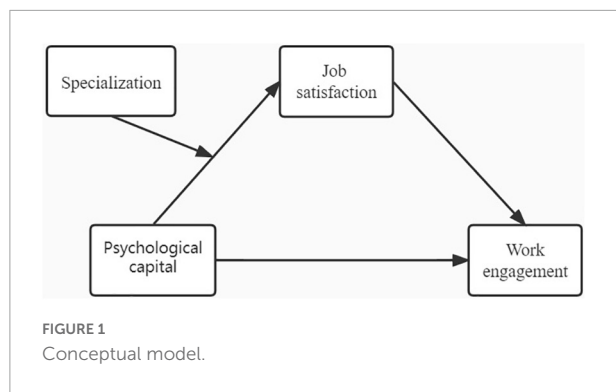 Specialization
Job
satisfaction
Psychological
capital
Work
engagement
FIGURE 1
Conceptual model.